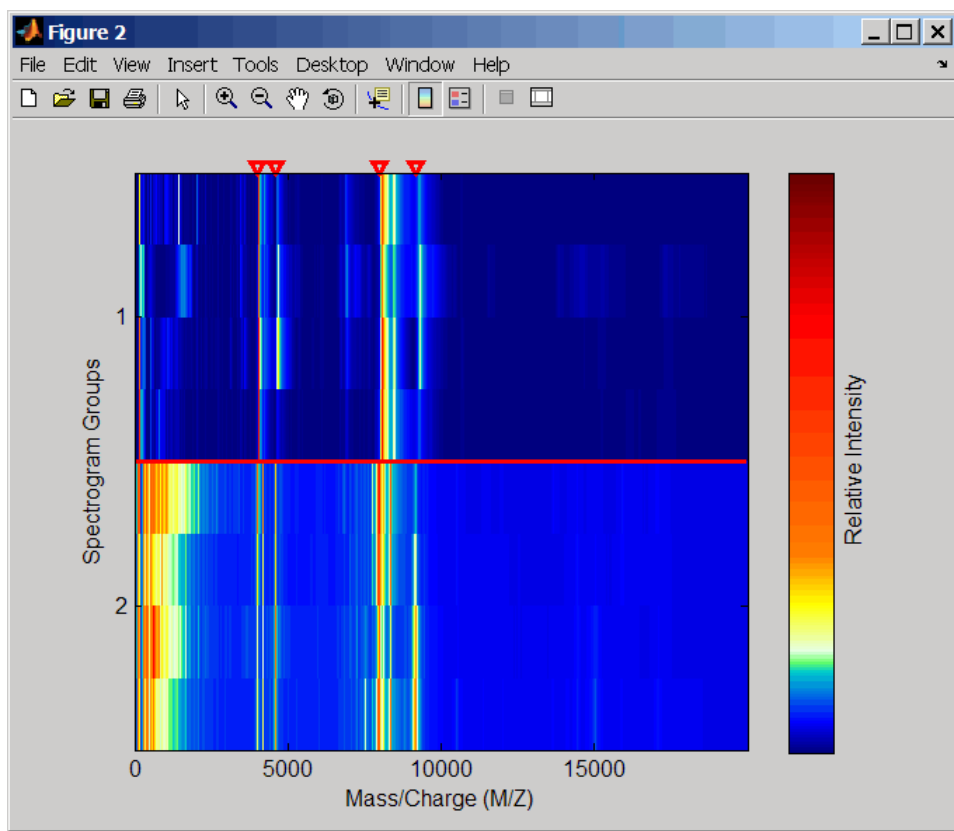 Figure 2
File Edit View Insert Tools Desktop Window Help
1
2
Spectrogram Groups
0 5000 10000 15000
Mass/Charge (M/Z)
Relative Intensity